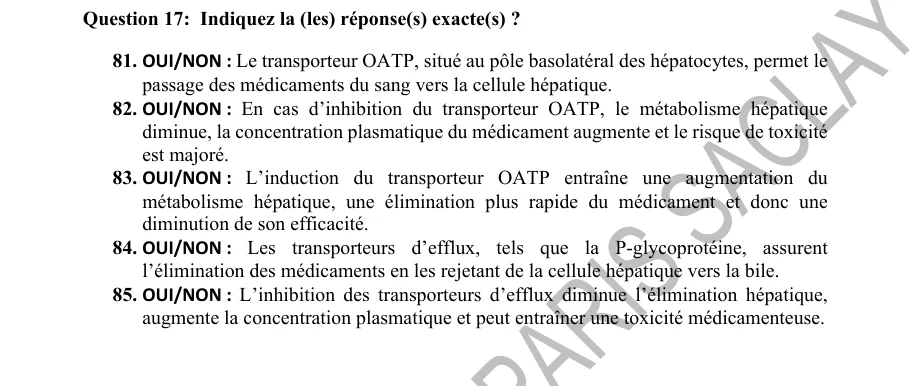 Question 17: Indiquez la (les) réponse(s) exacte(s) ?
81. OUI/NON : Le transporteur OATP, situé au pôle basolatéral des hépatocytes, permet le
passage des médicaments du sang vers la cellule hépatique.
82. OUI/NON : En cas d’inhibition du transporteur OATP, le métabolisme hépatique
diminue, la concentration plasmatique du médicament augmente et le risque de toxicité
est majoré.
83. OUI/NON : L’induction du transporteur OATP entraîne une augmentation du
métabolisme hépatique, une élimination plus rapide du médicament et donc une
diminution de son efficacité.
84. OUI/NON : Les transporteurs d’efflux, tels que la P-glycoprotéine, assurent
l’élimination des médicaments en les rejetant de la cellule hépatique vers la bile.
85. OUI/NON : L’inhibition des transporteurs d’efflux diminue l’élimination hépatique,
augmente la concentration plasmatique et peut entraîner une toxicité médicamenteuse.
PARIS SACLAY